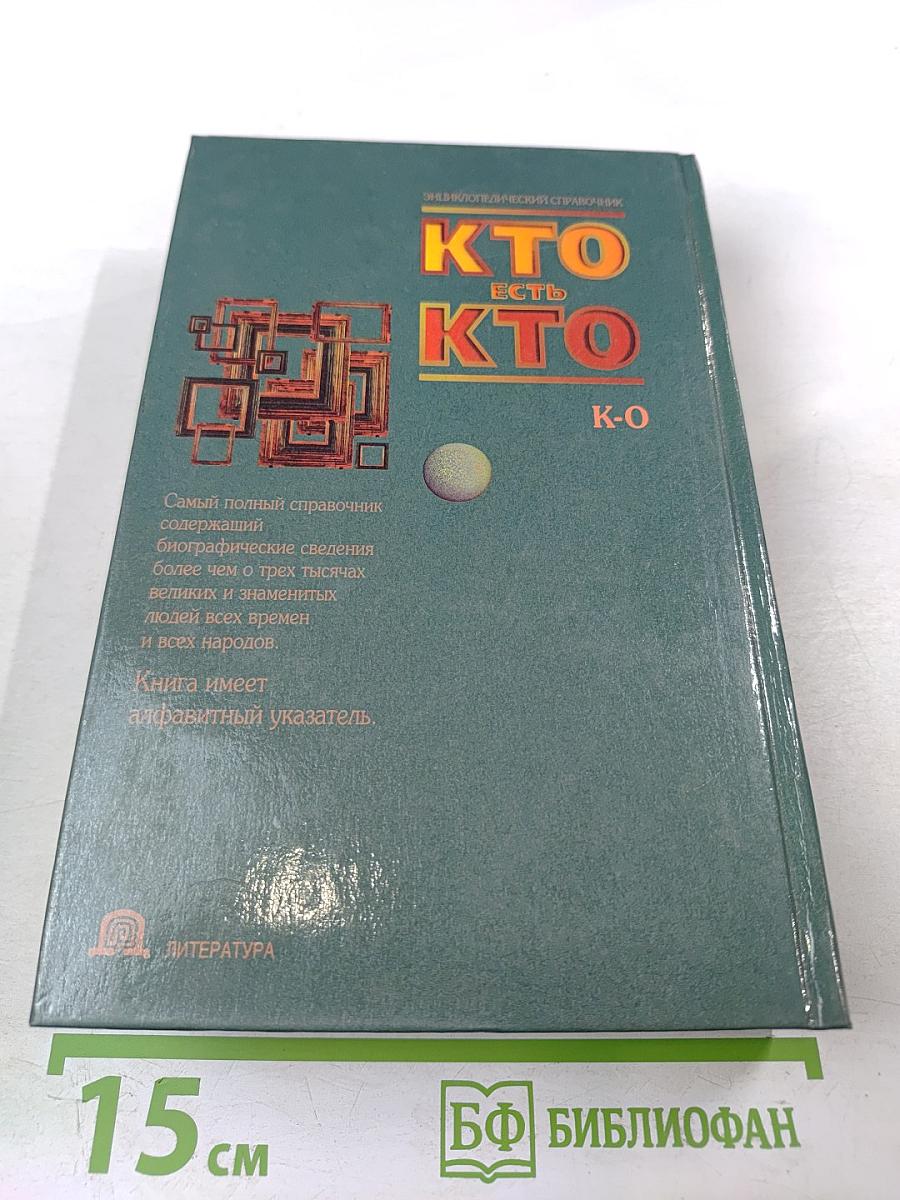 ЭНЦИКЛОПЕДИЧЕСКИЙ СПРАВОЧНИК
КТО
ЕСТЬ
КТО
К-О
Самый полный справочник
содержащий
биографические сведения
более чем о трех тысячах
великих и знаменитых
людей всех времен
и всех народов.
Книга имеет
алфавитный указатель.
ЛИТЕРАТУРА
15 см
БФ БИБЛИОФАН